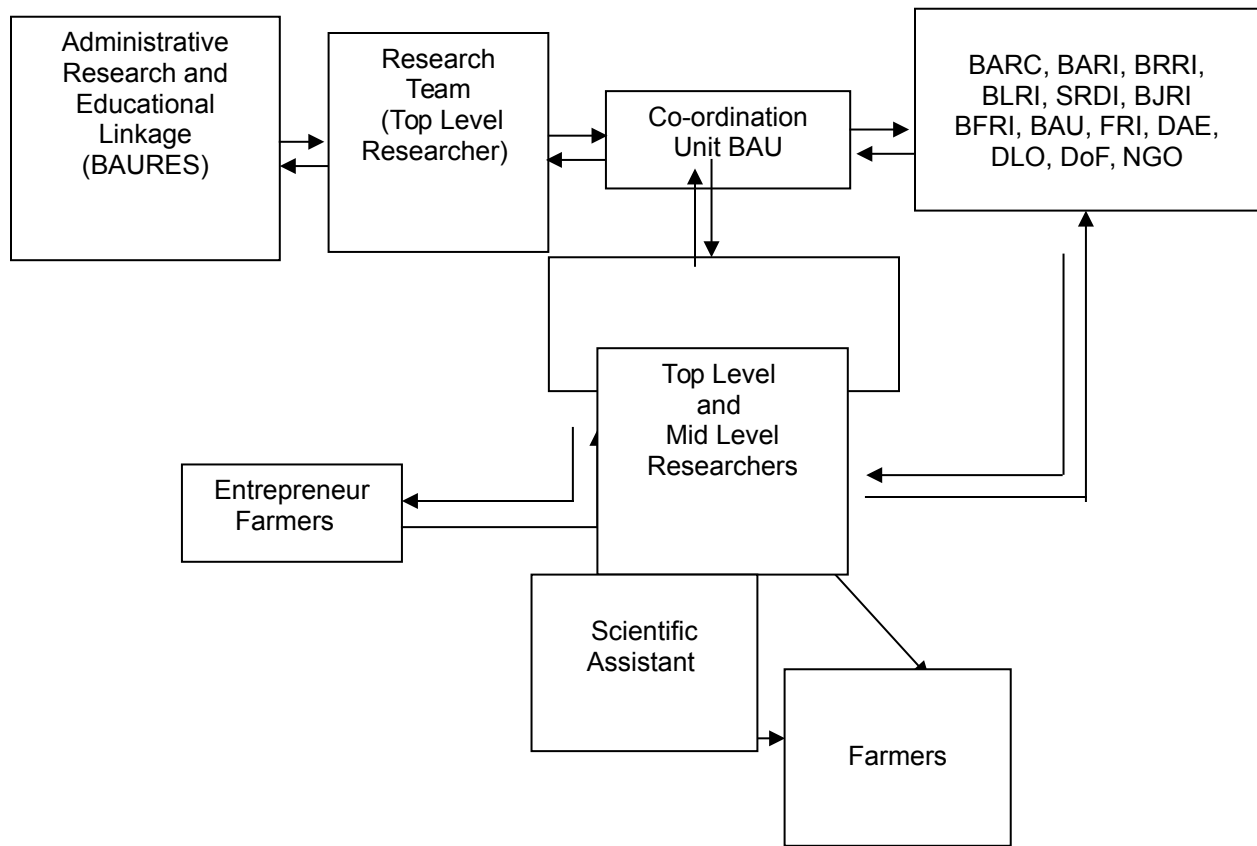 Administrative
Research and
Educational
Linkage
(BAURES)
Research
Team
(Top Level
Researcher)
Co-ordination
Unit BAU
BARC, BARI, BRRI,
BLRI, SRDI, BJRI
BFRI, BAU, FRI, DAE,
DLO, DoF, NGO
Top Level
and
Mid Level
Researchers
Entrepreneur
Farmers
Scientific
Assistant
Farmers